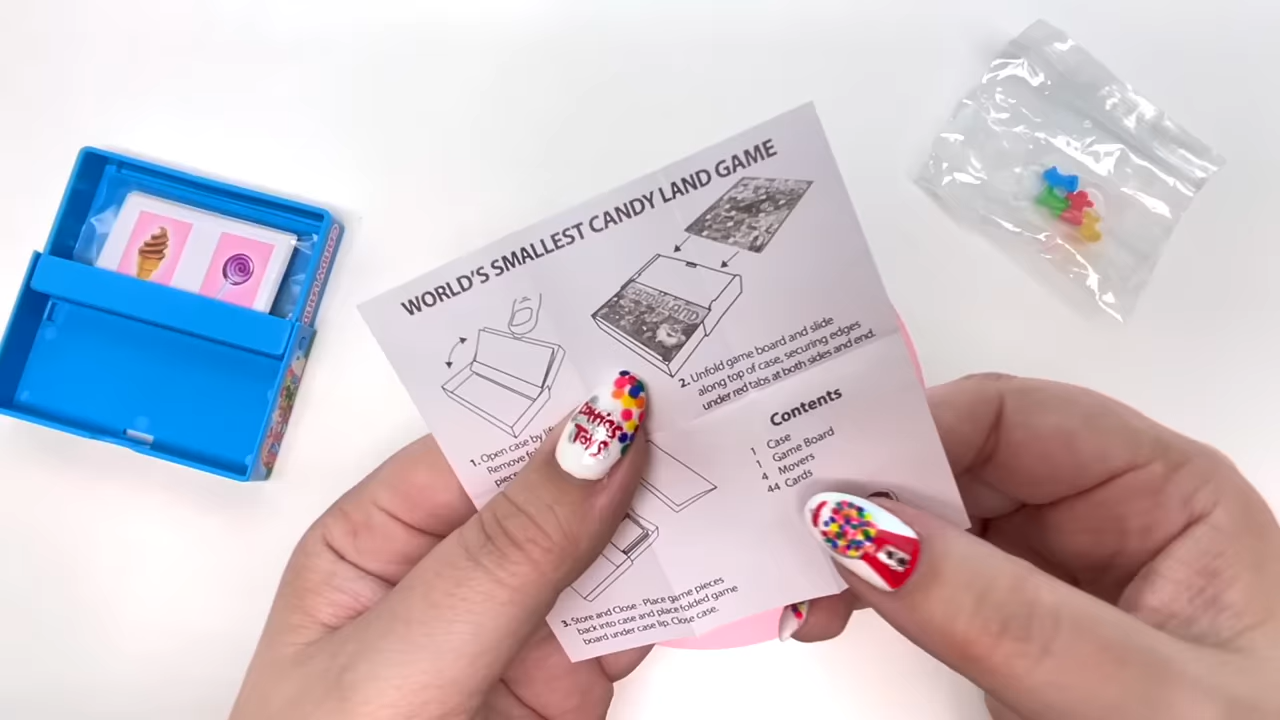 WORLD'S SMALLEST CANDY LAND GAME
CANDY LAND
1. Open case by
Remove
2. Unfold game board and slide
along top of case, securing edges
under red tabs at both sides and end.
Contents
1 Case
1 Game Board
4 Movers
44 Cards
3. Store and Close - Place game pieces
back into case and place folded game
board under case lip. Close case.
Toys